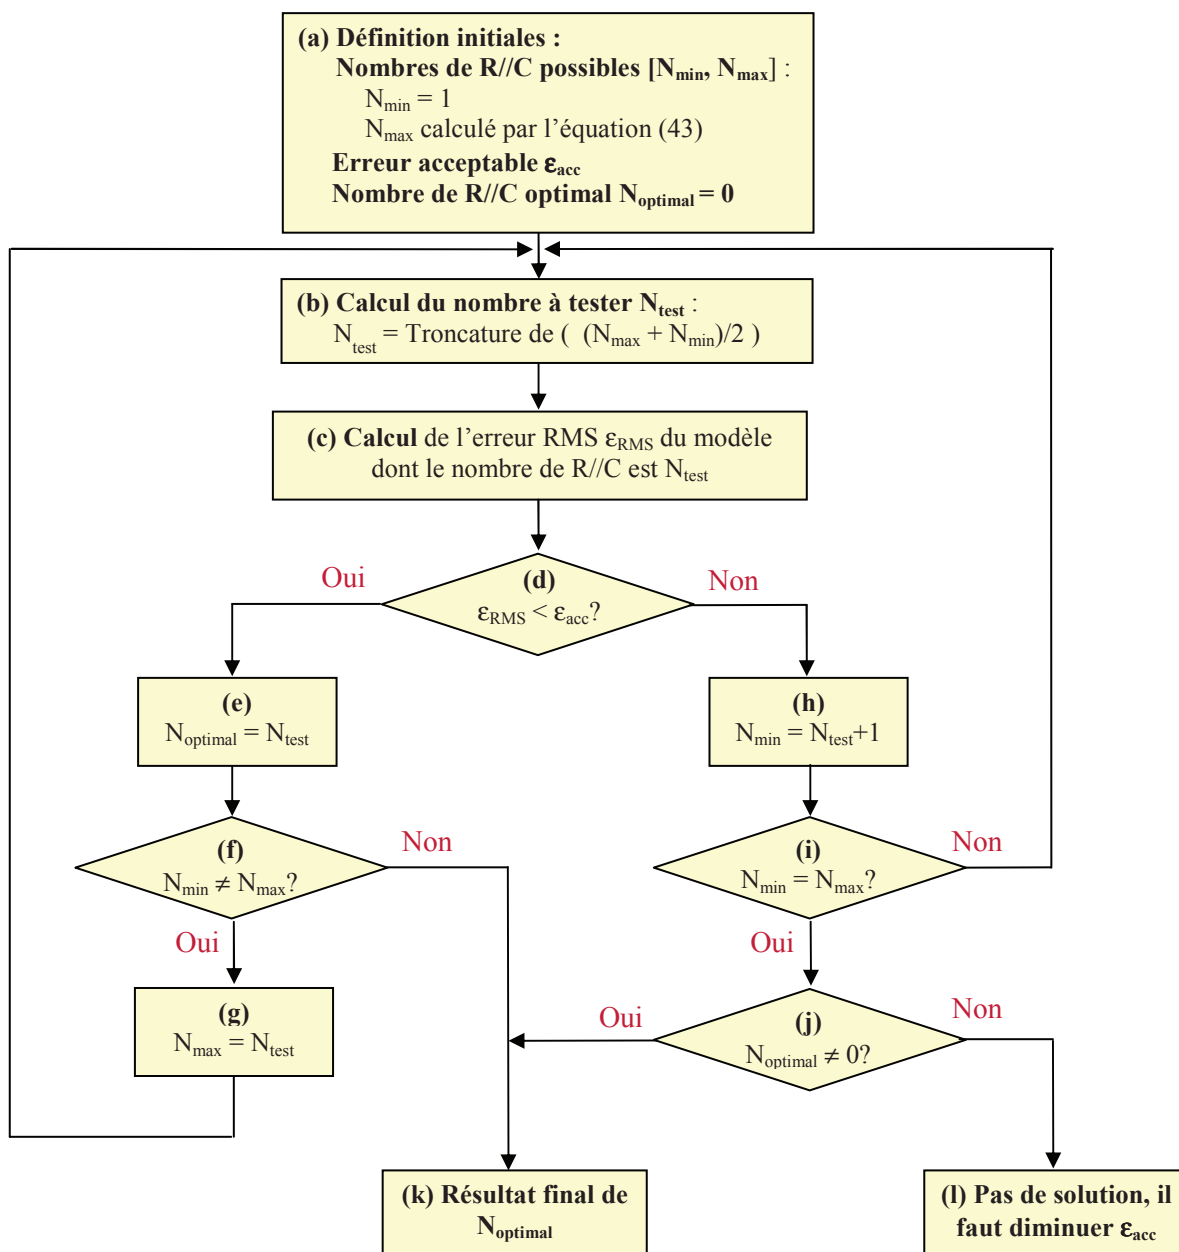 (a) Définition initiales :
Nombres de R//C possibles [Nmin, Nmax] :
Nmin = 1
Nmax calculé par l'équation (43)
Erreur acceptable εacc
Nombre de R//C optimal Noptimal = 0
(b) Calcul du nombre à tester Ntest :
Ntest = Troncature de ( (Nmax + Nmin)/2 )
(c) Calcul de l'erreur RMS εRMS du modèle
dont le nombre de R//C est Ntest
Oui
(d)
Non
εRMS < εacc?
(e)
Noptimal = Ntest
(h)
Nmin = Ntest+1
(f)
Non
Nmin ≠ Nmax?
(i)
Non
Nmin = Nmax?
Oui
Oui
(g)
Nmax = Ntest
Oui
(j)
Non
Noptimal ≠ 0?
(k) Résultat final de
Noptimal
(l) Pas de solution, il
faut diminuer εacc